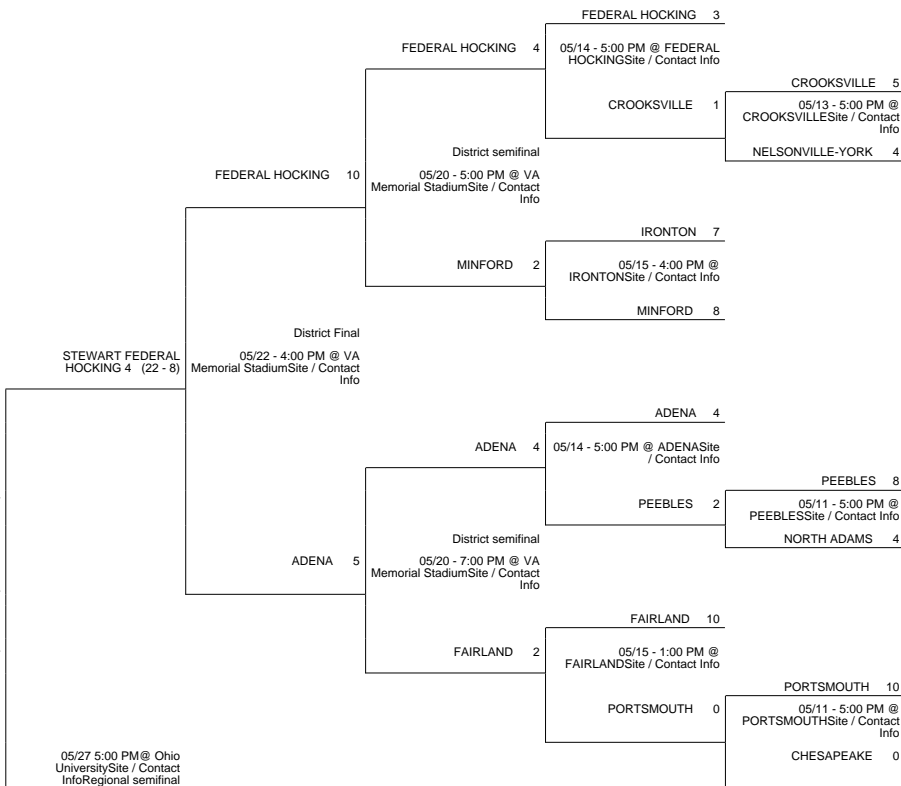 FEDERAL HOCKING 3
FEDERAL HOCKING 4
05/14 - 5:00 PM @ FEDERAL
HOCKINGSite / Contact Info
CROOKSVILLE 5
CROOKSVILLE 1
05/13 - 5:00 PM @
CROOKSVILLESite / Contact
Info
District semifinal
NELSONVILLE-YORK 4
FEDERAL HOCKING 10
05/20 - 5:00 PM @ VA
Memorial StadiumSite / Contact
Info
IRONTON 7
MINFORD 2
05/15 - 4:00 PM @
IRONTONSite / Contact Info
MINFORD 8
District Final
STEWART FEDERAL
HOCKING 4 (22 - 8)
05/22 - 4:00 PM @ VA
Memorial StadiumSite / Contact
Info
ADENA 4
ADENA 4
05/14 - 5:00 PM @ ADENASite
/ Contact Info
PEEBLES 8
PEEBLES 2
05/11 - 5:00 PM @
PEEBLESSite / Contact Info
District semifinal
NORTH ADAMS 4
ADENA 5
05/20 - 7:00 PM @ VA
Memorial StadiumSite / Contact
Info
FAIRLAND 10
FAIRLAND 2
05/15 - 1:00 PM @
FAIRLANDSite / Contact Info
PORTSMOUTH 10
PORTSMOUTH 0
05/11 - 5:00 PM @
PORTSMOUTHSite / Contact
Info
CHESAPEAKE 0
05/27 5:00 PM@ Ohio
UniversitySite / Contact
InfoRegional semifinal